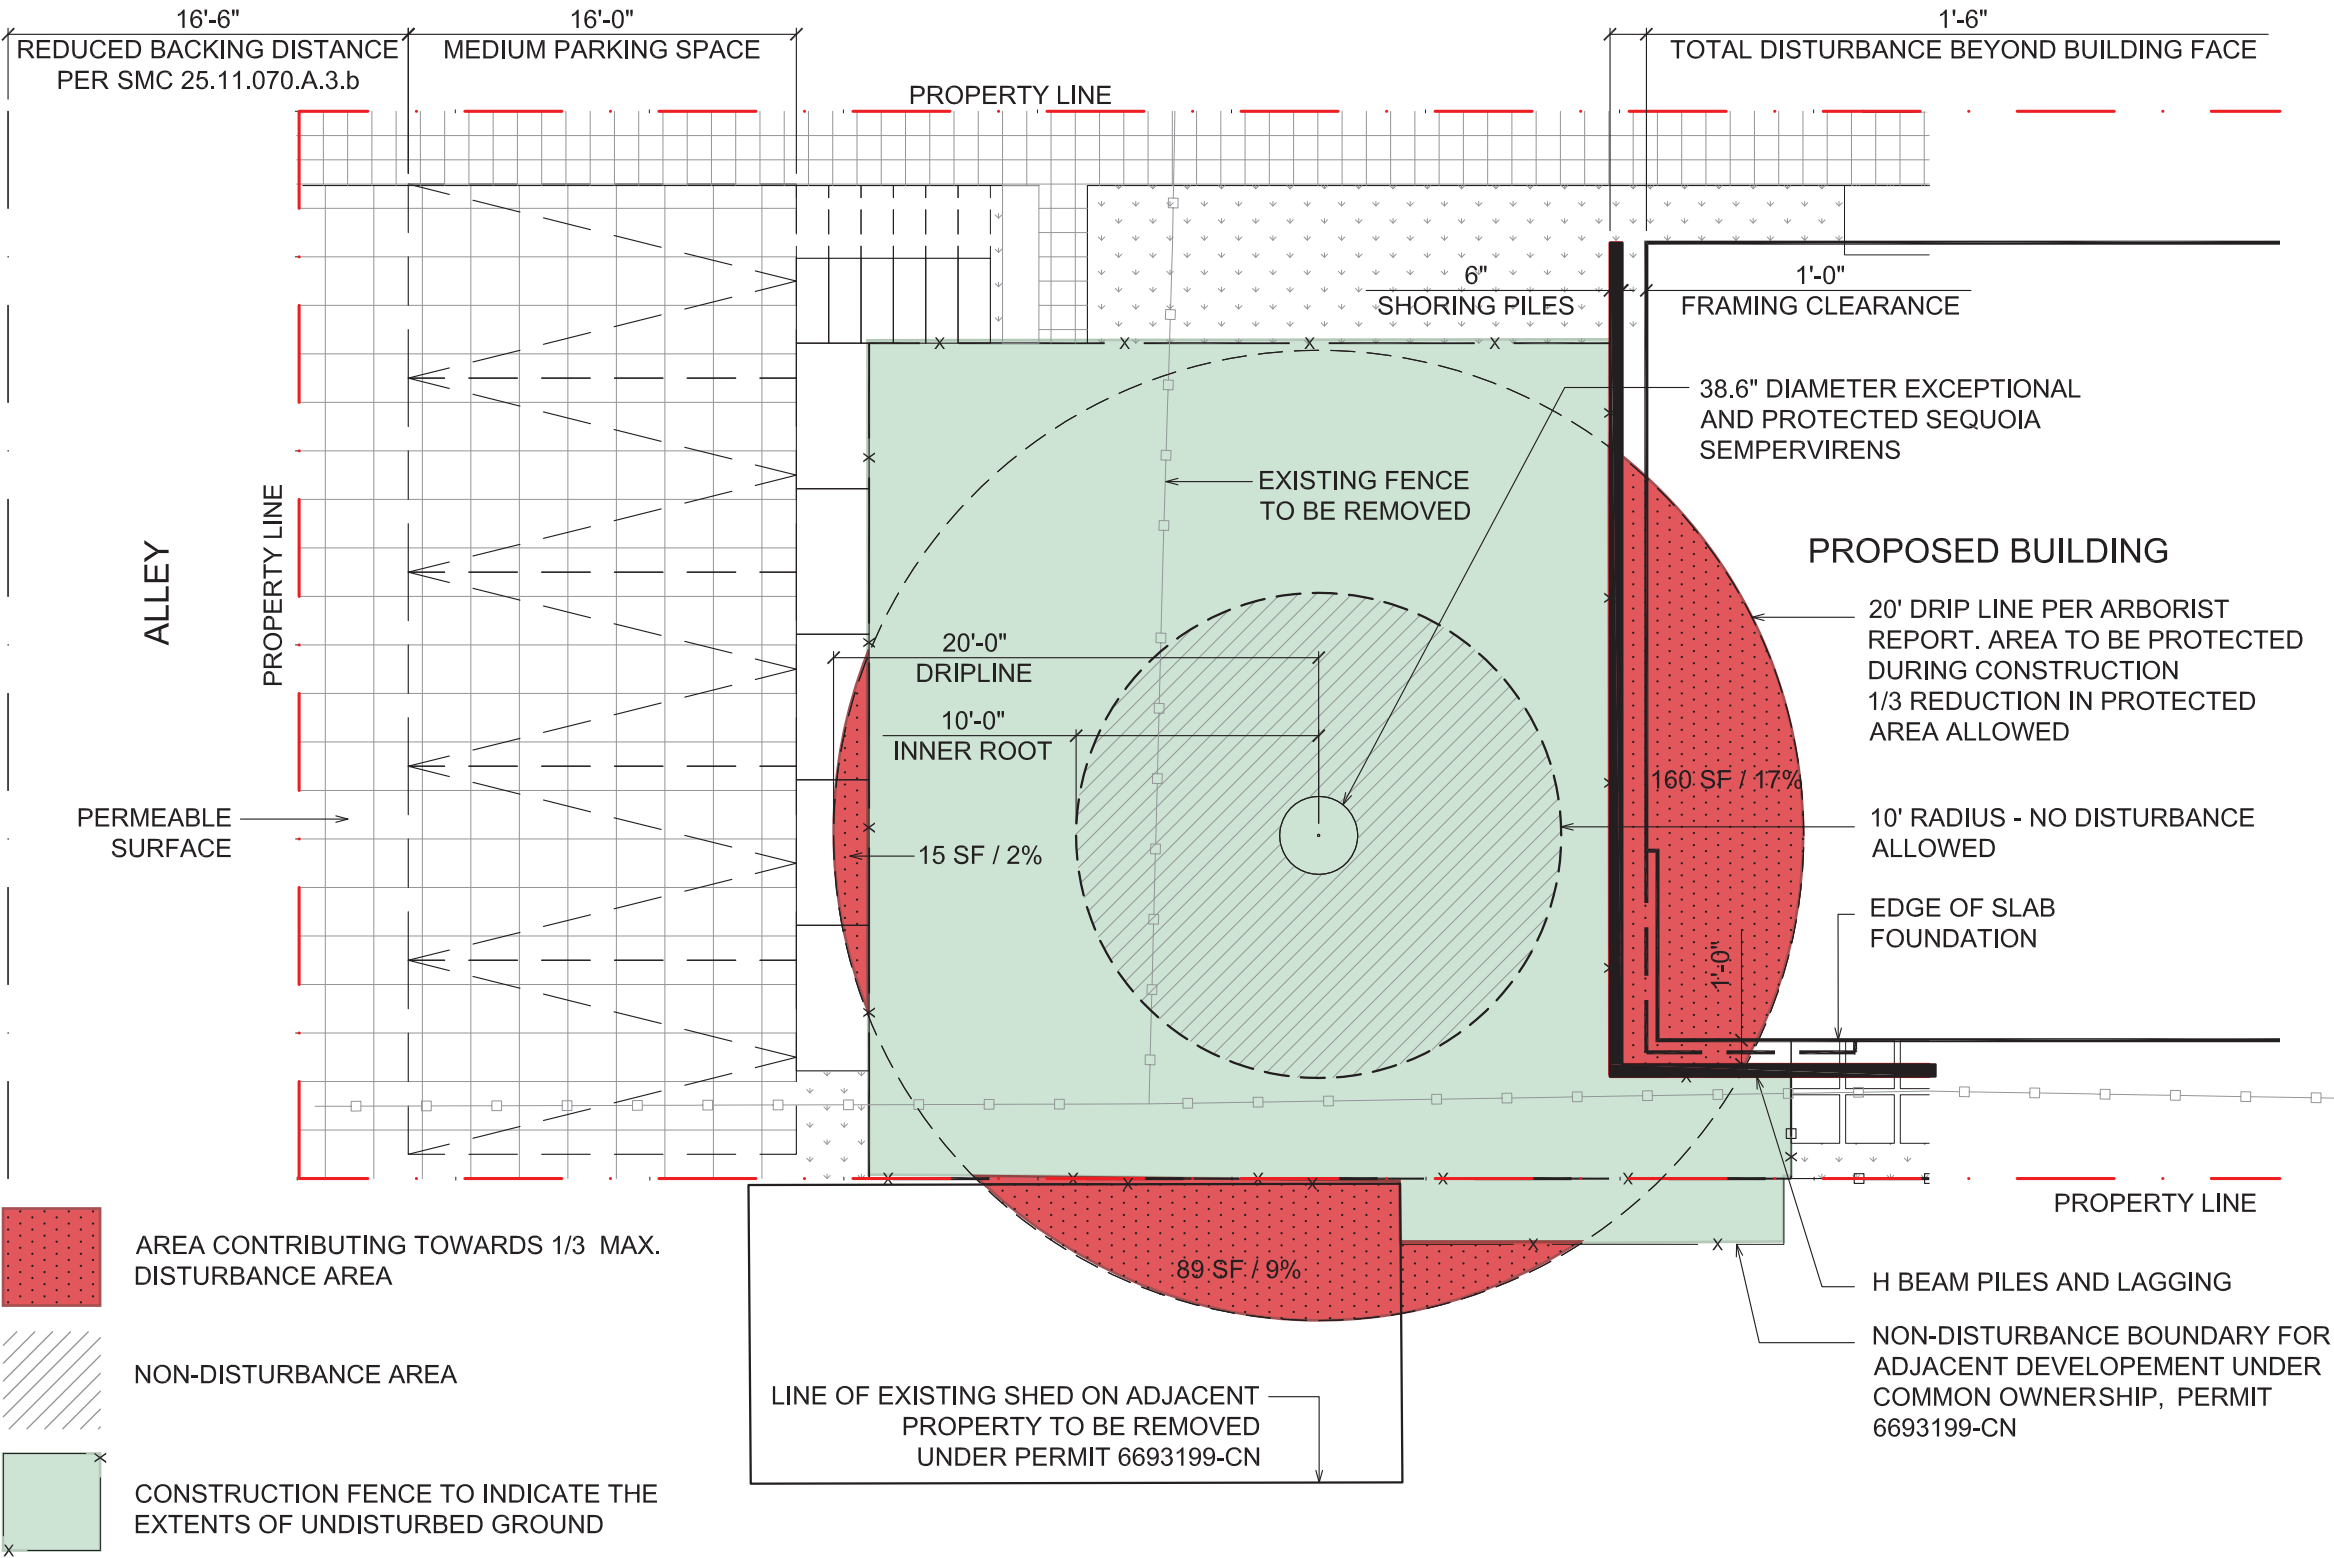 16'-6"
REDUCED BACKING DISTANCE
PER SMC 25.11.070.A.3.b
16'-0"
MEDIUM PARKING SPACE
1'-6"
TOTAL DISTURBANCE BEYOND BUILDING FACE
PROPERTY LINE
6"
SHORING PILES
1'-0"
FRAMING CLEARANCE
38.6" DIAMETER EXCEPTIONAL
AND PROTECTED SEQUOIA
SEMPERVIRENS
EXISTING FENCE
TO BE REMOVED
ALLEY
PROPERTY LINE
PROPOSED BUILDING
20' DRIP LINE PER ARBORIST
REPORT. AREA TO BE PROTECTED
DURING CONSTRUCTION
1/3 REDUCTION IN PROTECTED
AREA ALLOWED
20'-0"
DRIPLINE
10'-0"
INNER ROOT
160 SF / 17%
PERMEABLE
SURFACE
15 SF / 2%
10' RADIUS - NO DISTURBANCE
ALLOWED
EDGE OF SLAB
FOUNDATION
1'-0"
PROPERTY LINE
AREA CONTRIBUTING TOWARDS 1/3 MAX.
DISTURBANCE AREA
89 SF / 9%
H BEAM PILES AND LAGGING
NON-DISTURBANCE BOUNDARY FOR
ADJACENT DEVELOPEMENT UNDER
COMMON OWNERSHIP, PERMIT
6693199-CN
NON-DISTURBANCE AREA
LINE OF EXISTING SHED ON ADJACENT
PROPERTY TO BE REMOVED
UNDER PERMIT 6693199-CN
CONSTRUCTION FENCE TO INDICATE THE
EXTENTS OF UNDISTURBED GROUND